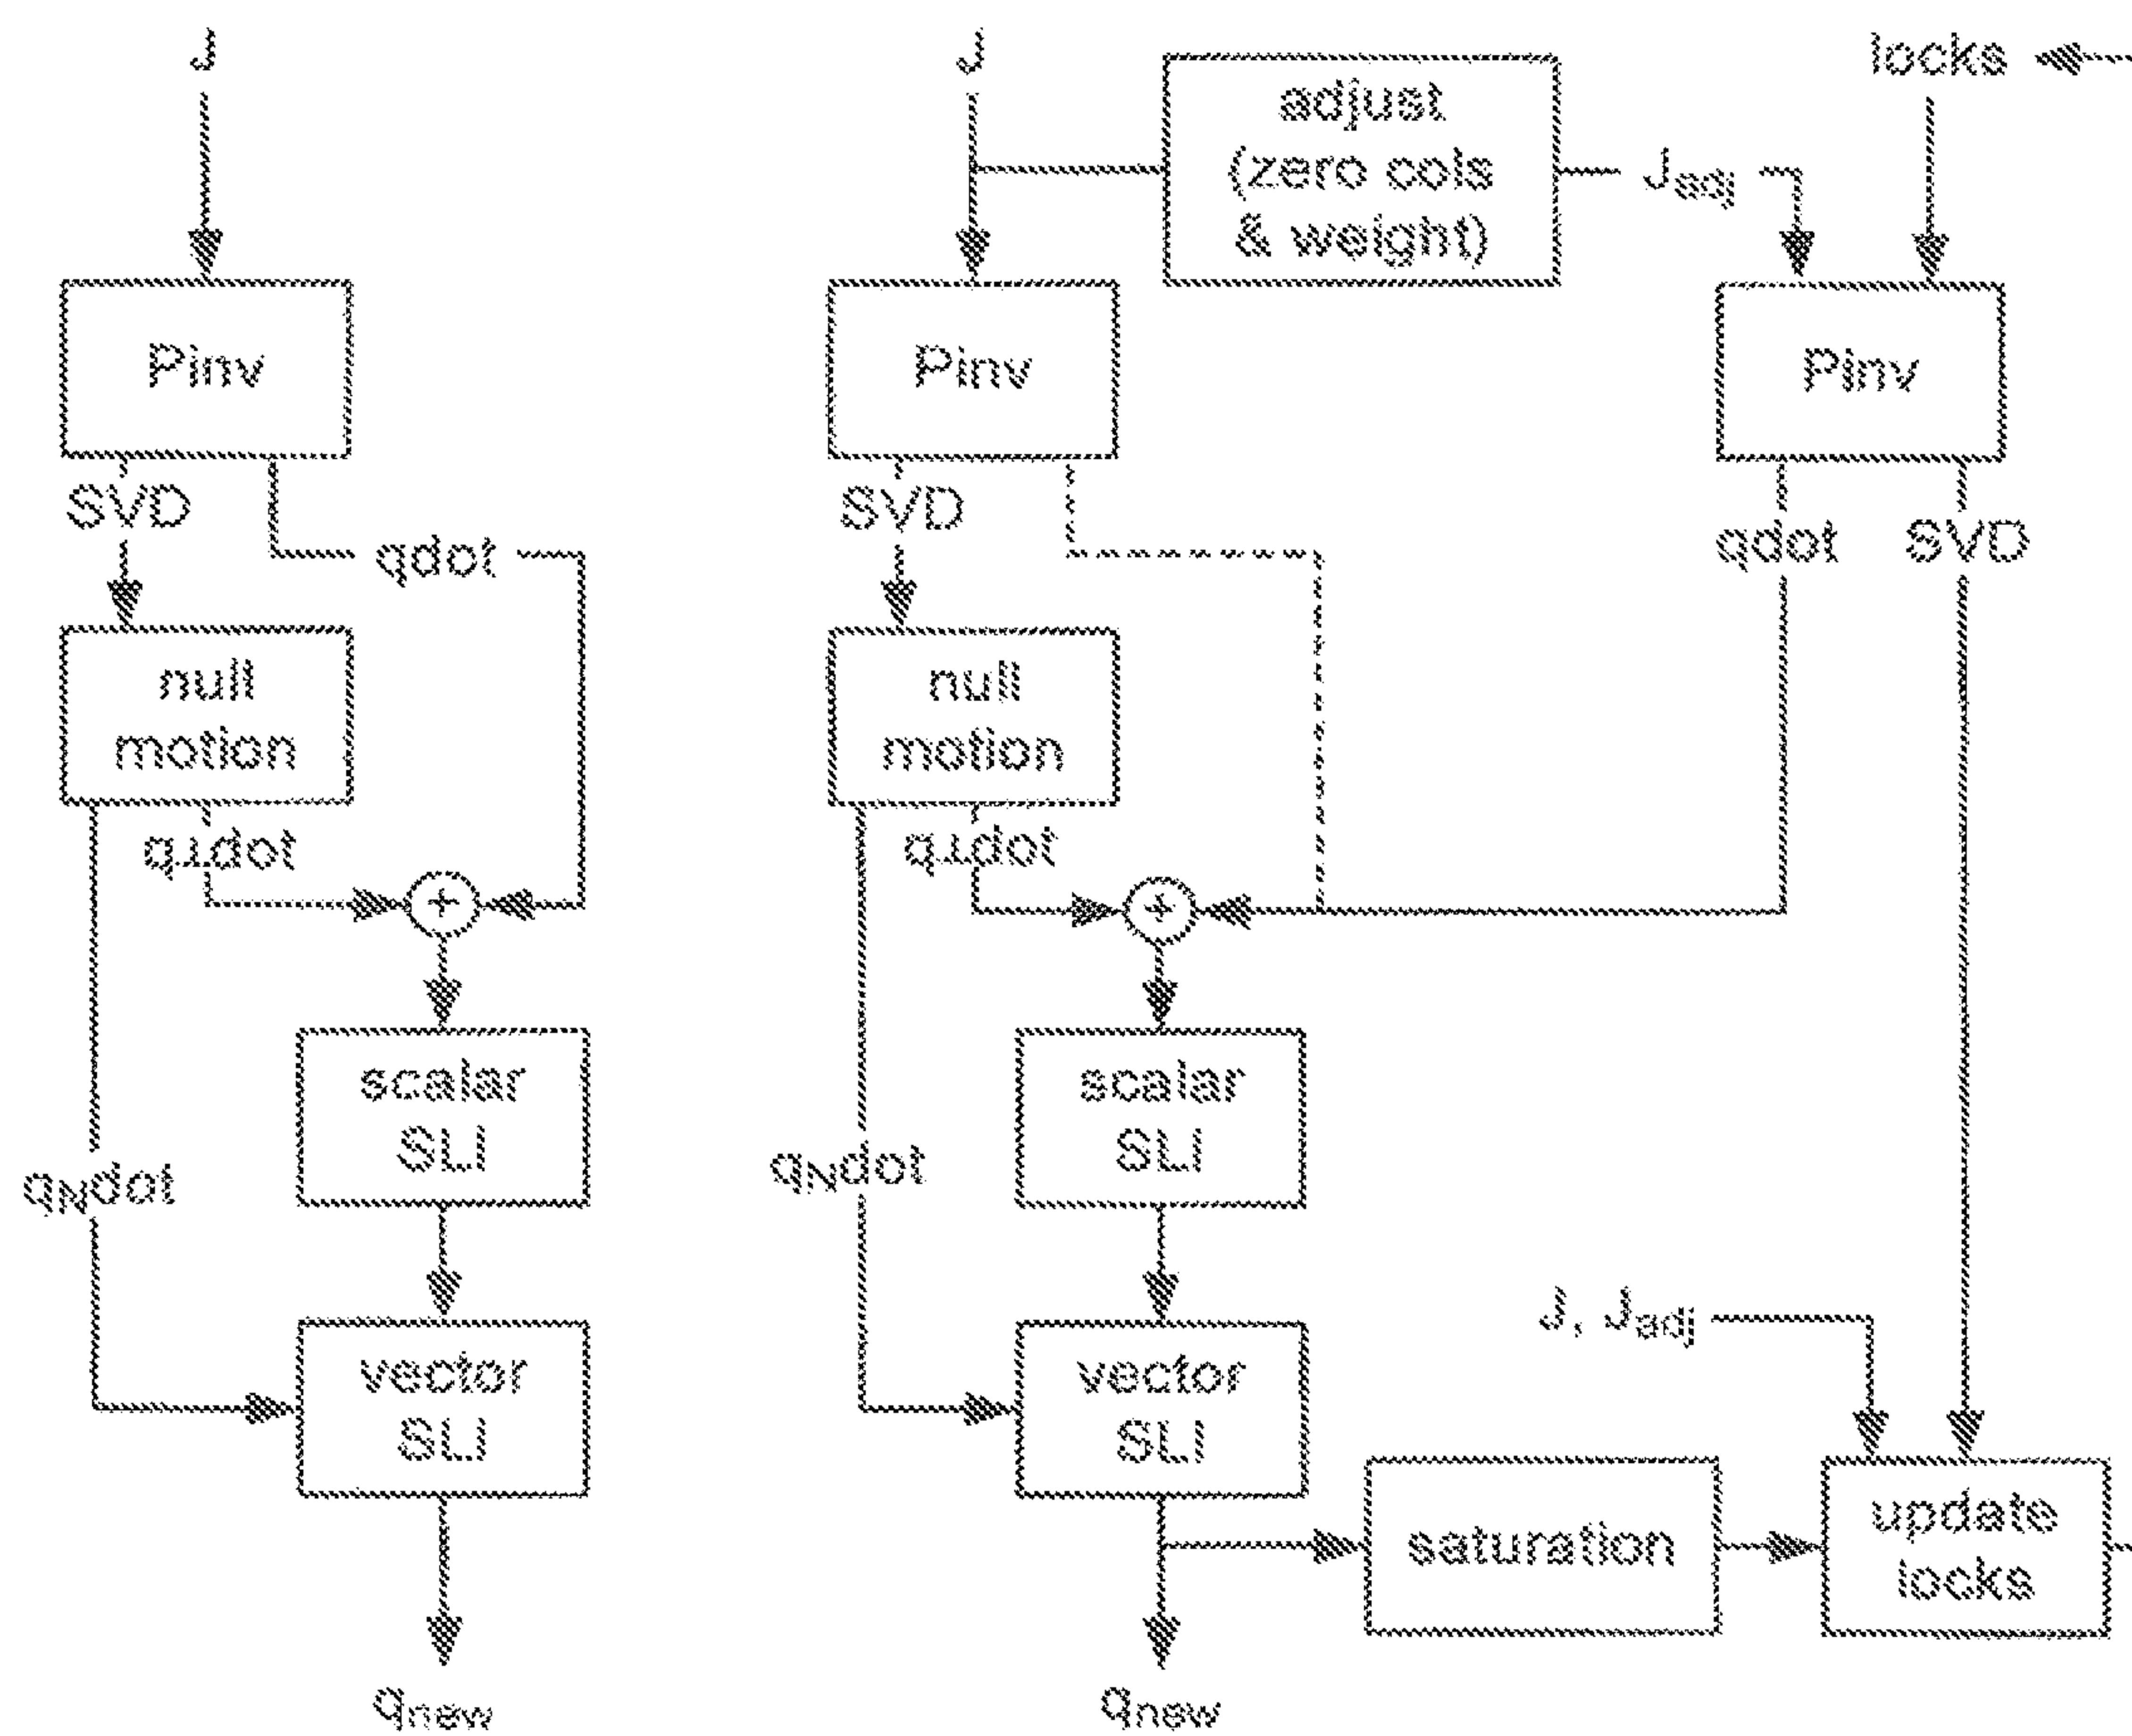 J
Pinv
SVD
qdot
null
motion
q⊥dot
+
scalar
SLI
qNdot
vector
SLI
qnew
J
adjust
(zero cols
& weight)
Jadj
locks
Pinv
Pinv
SVD
qdot
SVD
null
motion
q⊥dot
+
scalar
SLI
qNdot
J, Jadj
vector
SLI
saturation
update
locks
qnew